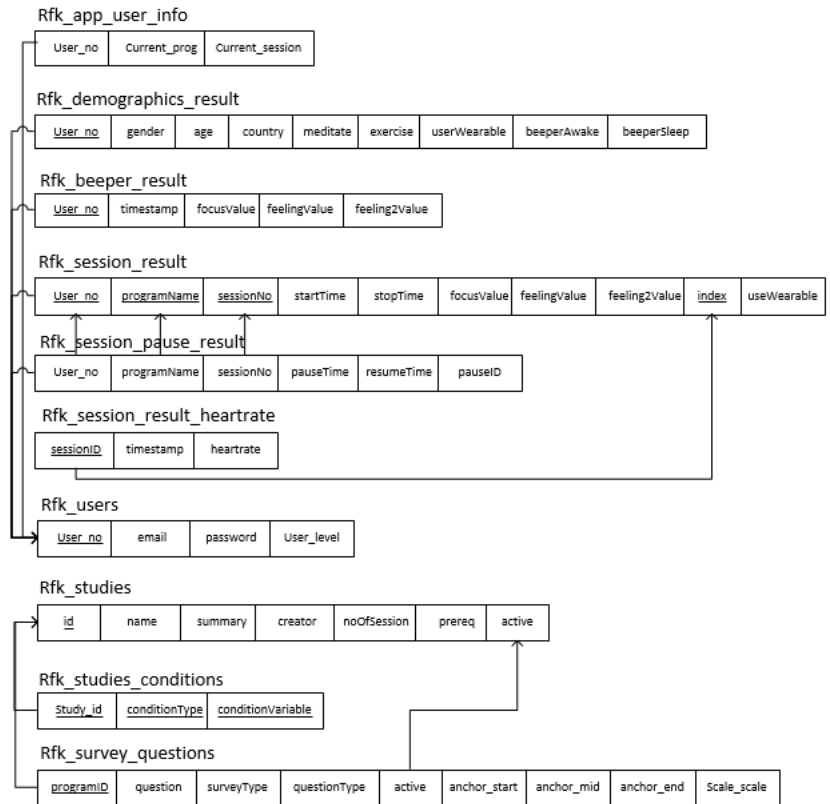 Rfk_app_user_info
User_no Current_prog Current_session
Rfk_demographics_result
User_no gender age country meditate exercise userWearable beeperAwake beeperSleep
Rfk_beeper_result
User_no timestamp focusValue feelingValue feeling2Value
Rfk_session_result
User_no programName sessionNo startTime stopTime focusValue feelingValue feeling2Value index useWearable
Rfk_session_pause_result
User_no programName sessionNo pauseTime resumeTime pauseID
Rfk_session_result_heartrate
sessionID timestamp heartrate
Rfk_users
User_no email password User_level
Rfk_studies
id name summary creator noOfSession prereq active
Rfk_studies_conditions
Study_id conditionType conditionVariable
Rfk_survey_questions
programID question surveyType questionType active anchor_start anchor_mid anchor_end Scale_scale